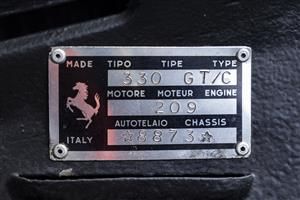 MADE TIPO TIPE TYPE
330 GT/C
MOTORE MOTEUR ENGINE
209
AUTOTELAIO CHASSIS
ITALY ☆8873☆